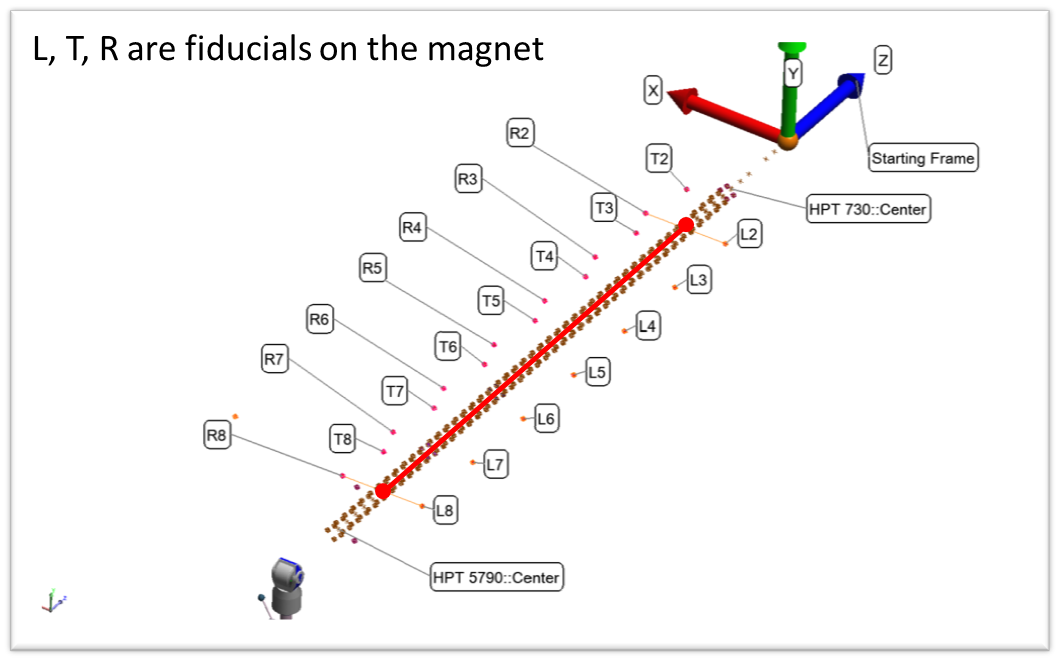 L, T, R are fiducials on the magnet
Z
Y
X
R2
Starting Frame
T2
R3
HPT 730::Center
T3
R4
L2
T4
R5
L3
T5
R6
L4
T6
R7
L5
T7
L6
R8
T8
L7
L8
HPT 5790::Center